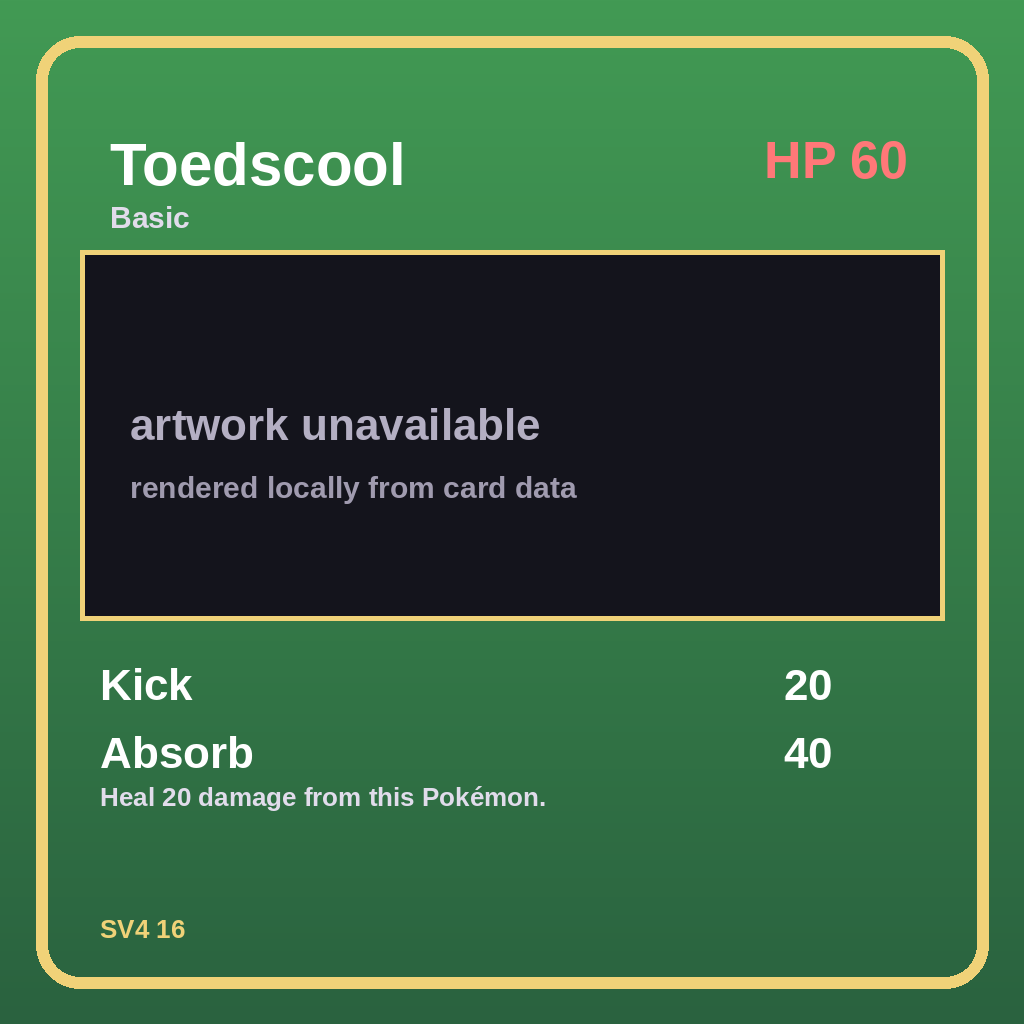 Toedscool
HP 60
Basic
artwork unavailable
rendered locally from card data
Kick 20
Absorb 40
Heal 20 damage from this Pokémon.
SV4 16